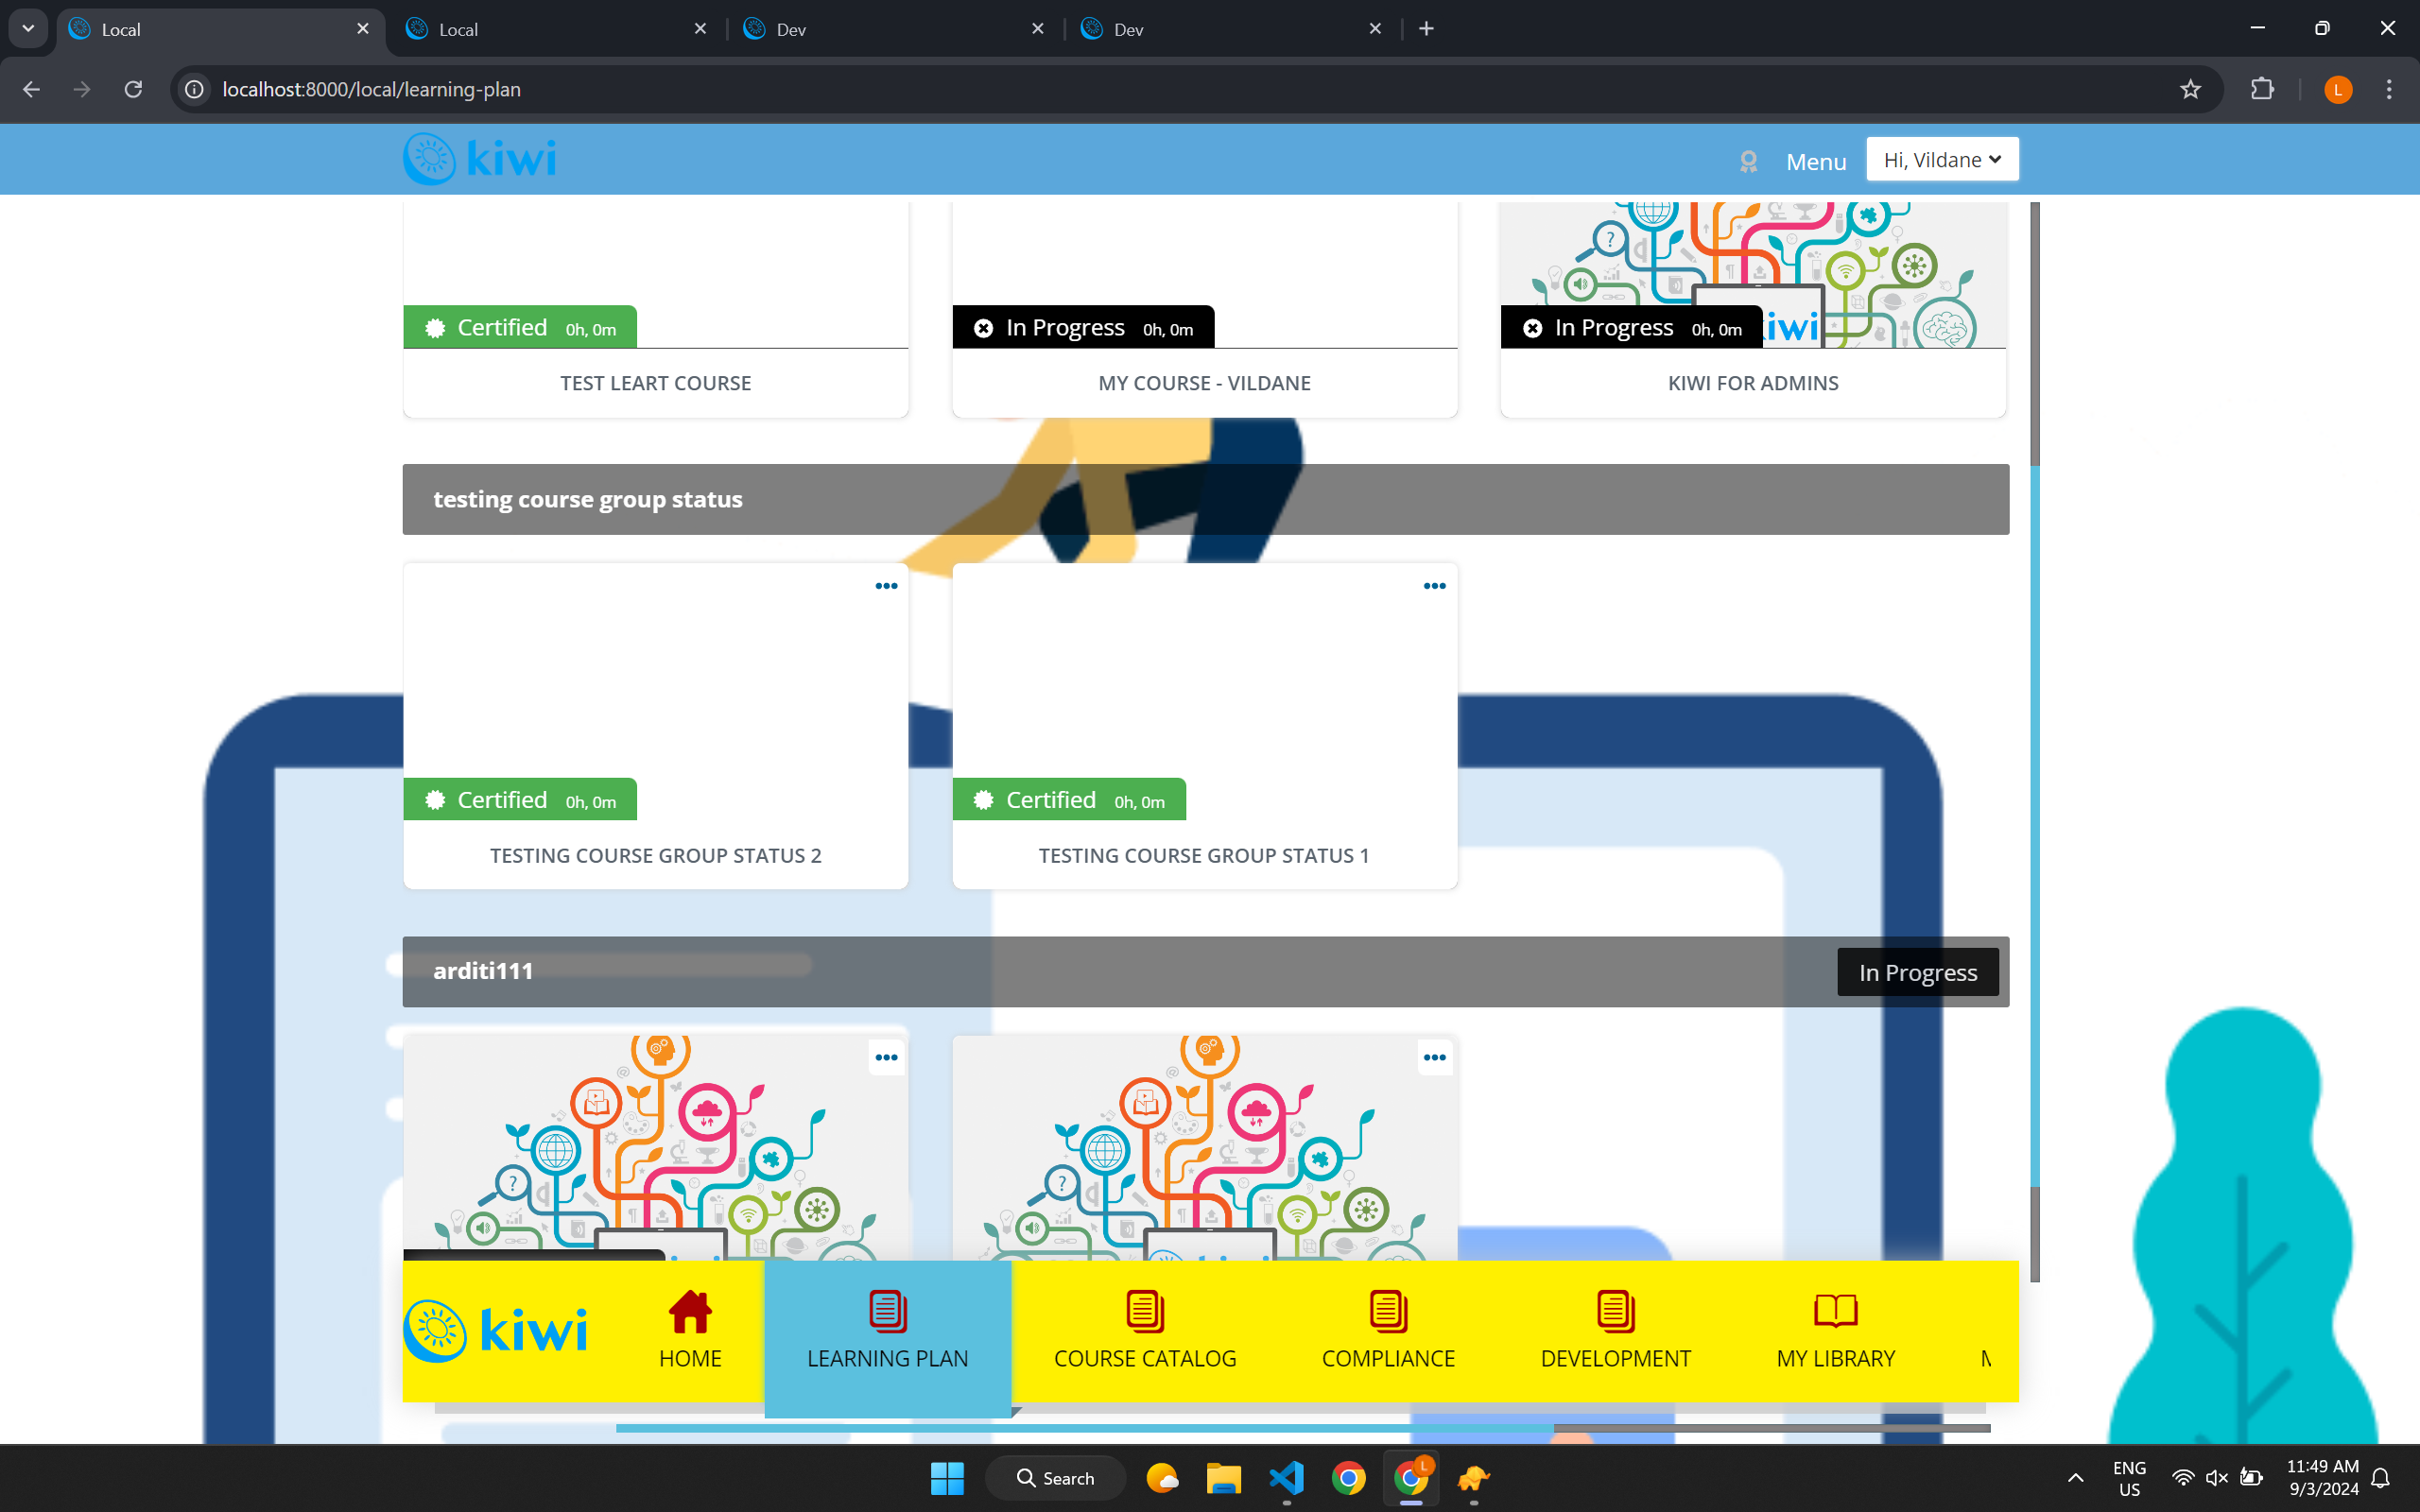 Local
Local
Dev
Dev
localhost:8000/local/learning-plan
L
kiwi
Menu
Hi, Vildane
Certified 0h, 0m
In Progress 0h, 0m
In Progress 0h, 0m
TEST LEART COURSE
MY COURSE - VILDANE
KIWI FOR ADMINS
testing course group status
Certified 0h, 0m
Certified 0h, 0m
TESTING COURSE GROUP STATUS 2
TESTING COURSE GROUP STATUS 1
arditi111
In Progress
kiwi
HOME
LEARNING PLAN
COURSE CATALOG
COMPLIANCE
DEVELOPMENT
MY LIBRARY
Search
L
ENG
US
11:49 AM
9/3/2024